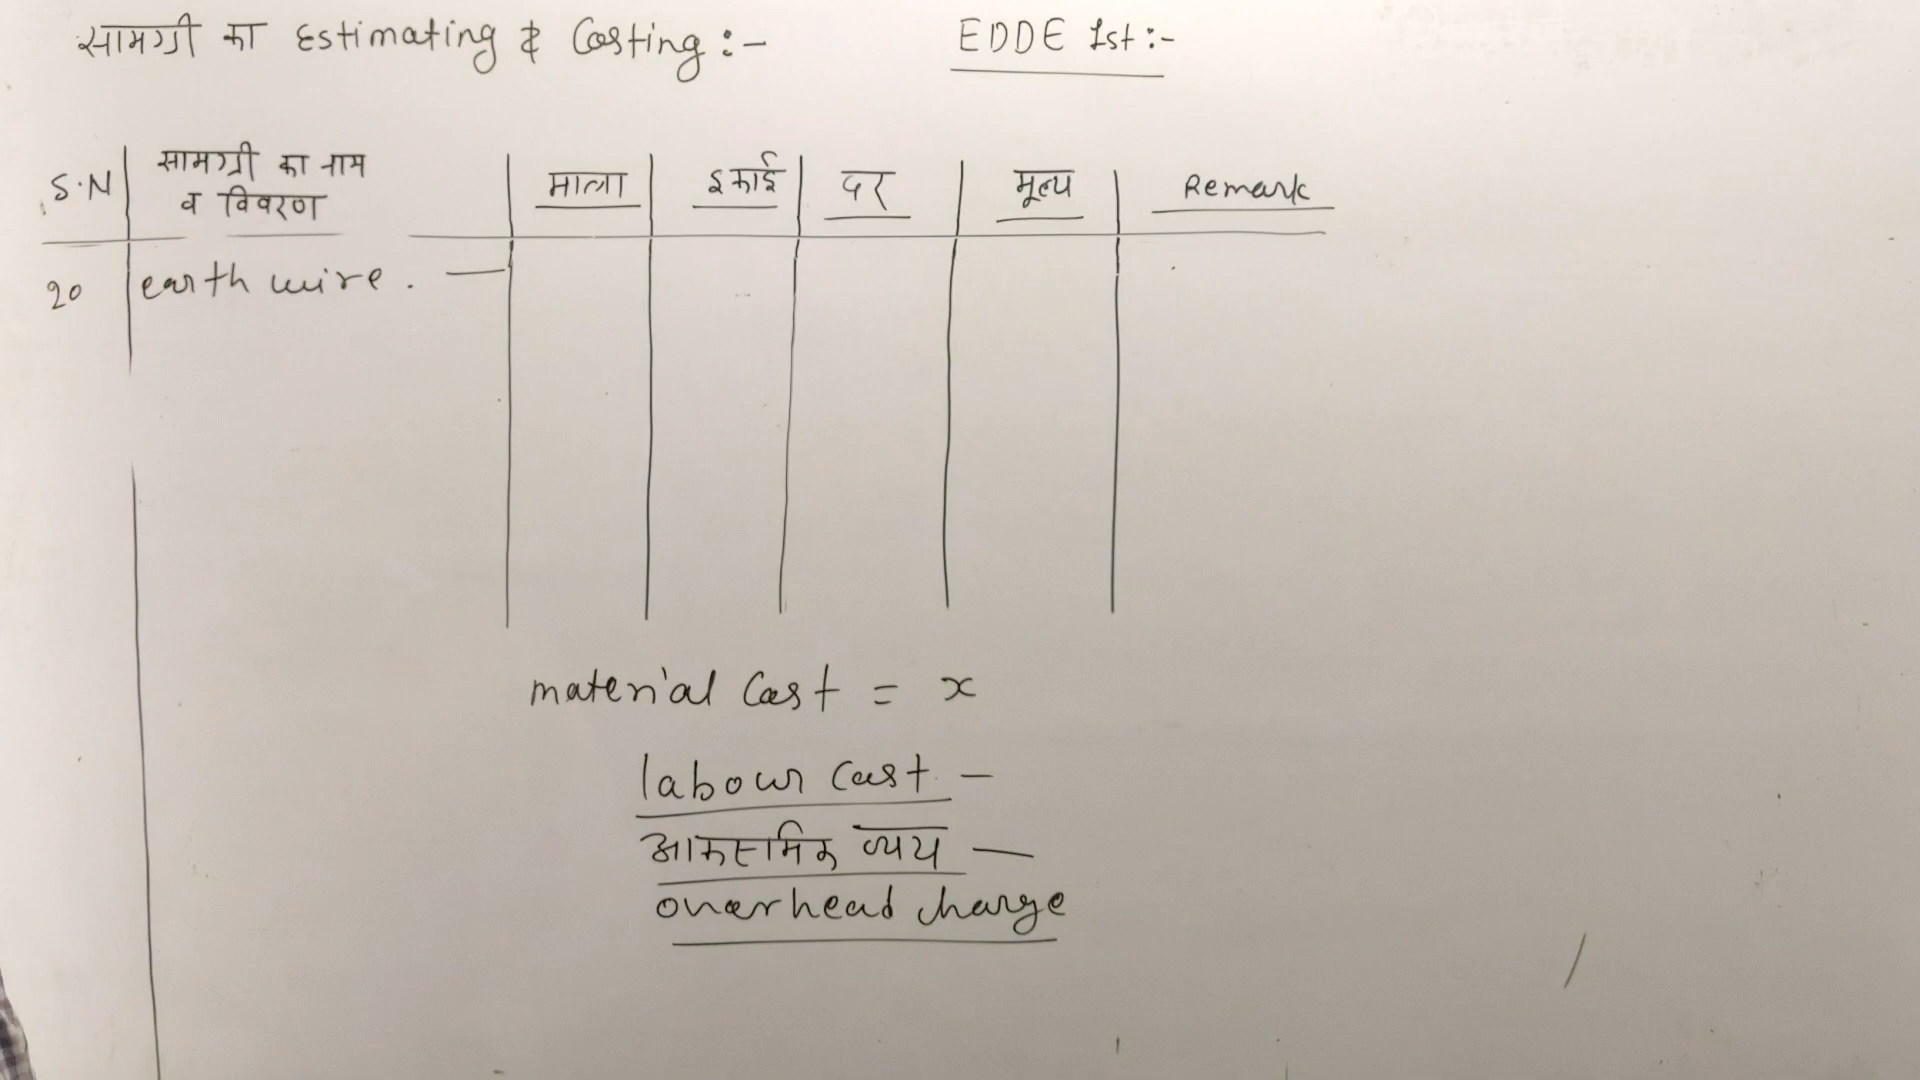 सामग्री का Estimating & Costing :-
EDDE 1st :-
S.N
सामग्री का नाम
व विवरण
मात्रा
इकाई
दर
मूल्य
Remark
20
earth wire. —
material Cost = x
labour Cost —
आकस्मिक व्यय —
overhead charge